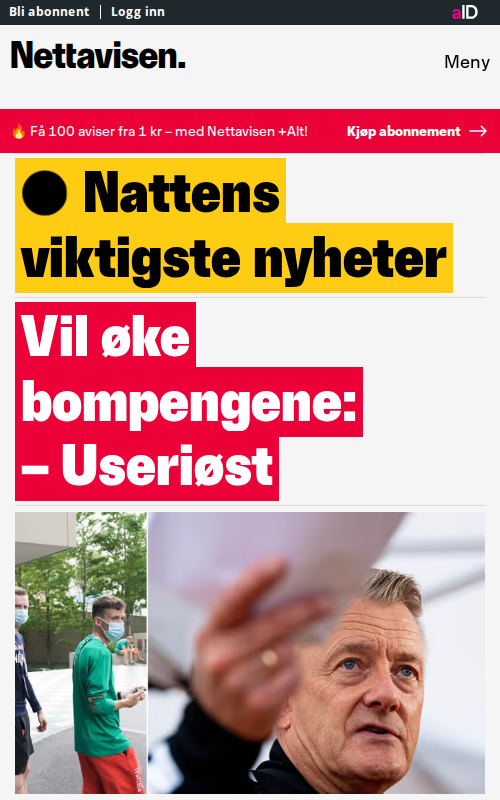 Bli abonnent | Logg inn
aID
Nettavisen.
Meny
🔥 Få 100 aviser fra 1 kr – med Nettavisen +Alt!
Kjøp abonnement →
Nattens
viktigste nyheter
Vil øke
bompengene:
– Useriøst